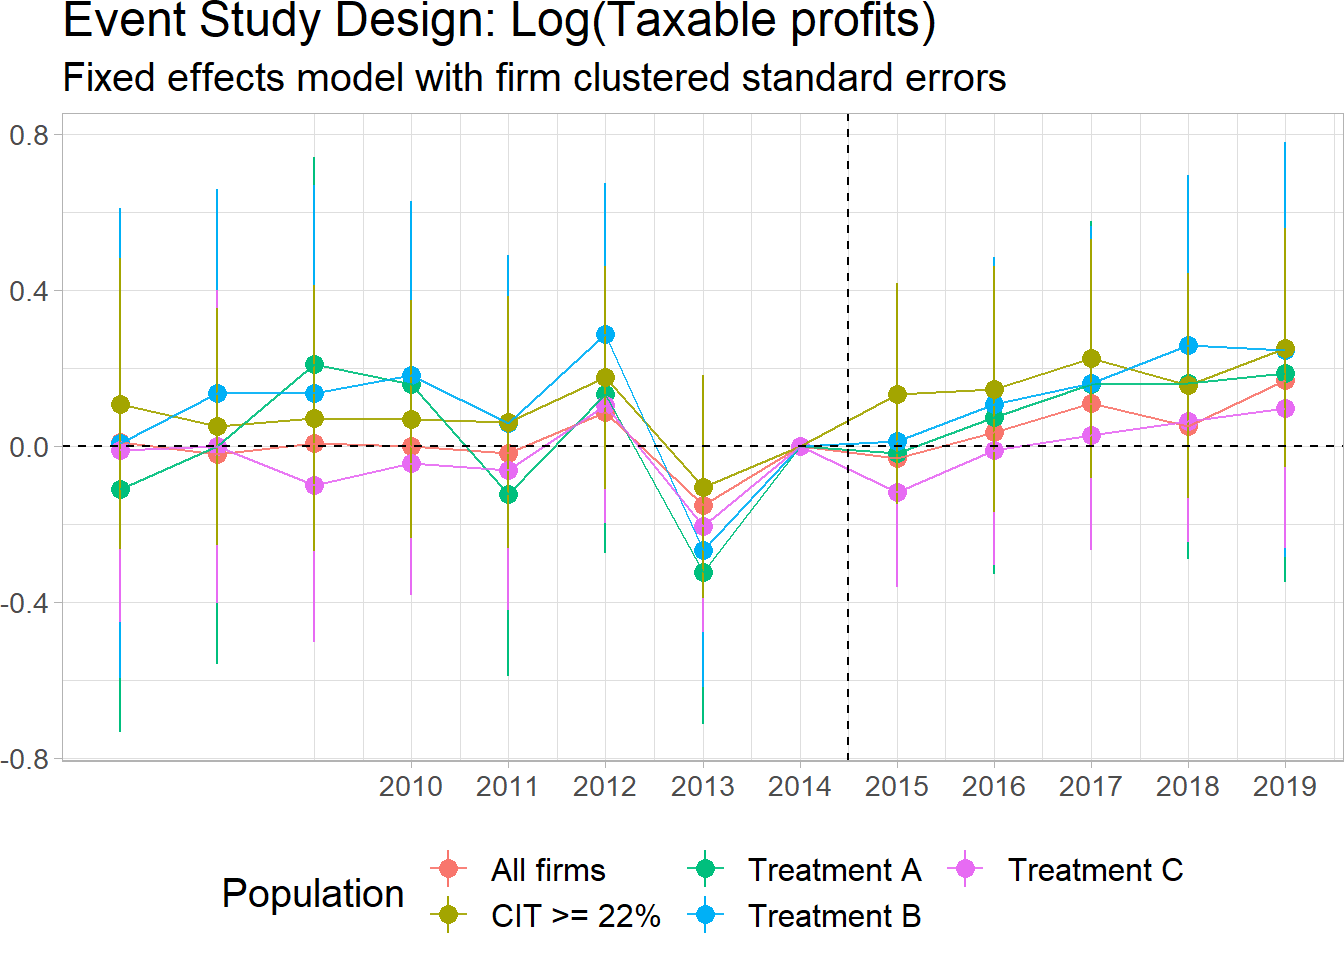 Event Study Design: Log(Taxable profits)
Fixed effects model with firm clustered standard errors
0.8
0.4
0.0
-0.4
-0.8
2010 2011 2012 2013 2014 2015 2016 2017 2018 2019
Population
All firms Treatment A Treatment C
CIT >= 22% Treatment B